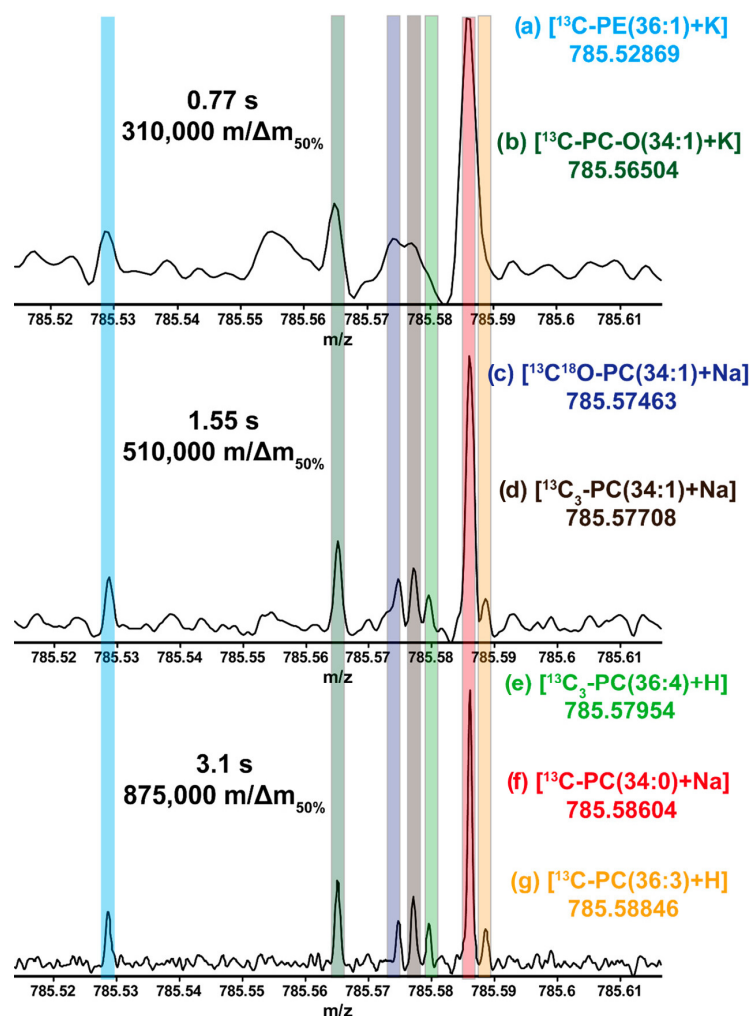 (a) [¹³C-PE(36:1)+K]
785.52869
0.77 s
310,000 m/Δm₅₀%
(b) [¹³C-PC-O(34:1)+K]
785.56504
785.52 785.53 785.54 785.55 785.56 785.57 785.58 785.59 785.6 785.61
m/z
(c) [¹³C¹⁸O-PC(34:1)+Na]
785.57463
1.55 s
510,000 m/Δm₅₀%
(d) [¹³C₃-PC(34:1)+Na]
785.57708
785.52 785.53 785.54 785.55 785.56 785.57 785.58 785.59 785.6 785.61
m/z
(e) [¹³C₃-PC(36:4)+H]
785.57954
3.1 s
875,000 m/Δm₅₀%
(f) [¹³C-PC(34:0)+Na]
785.58604
(g) [¹³C-PC(36:3)+H]
785.58846
785.52 785.53 785.54 785.55 785.56 785.57 785.58 785.59 785.6 785.61
m/z